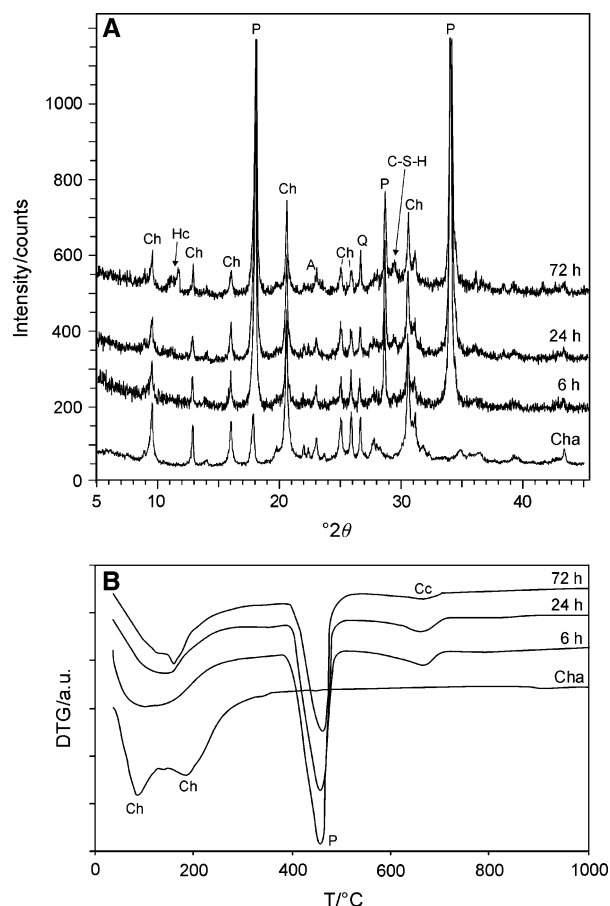 A
P
P
1000
Intensity/counts
800
C-S-H
P
Ch
Ch
600
Hc
Q
Ch
Ch
Ch
A
Ch
72 h
400
24 h
6 h
200
Cha
0
5
10
20
30
40
°2θ
B
72 h
Cc
24 h
6 h
Cha
DTG/a.u.
Ch
Ch
P
0
200
400
600
800
1000
T/°C